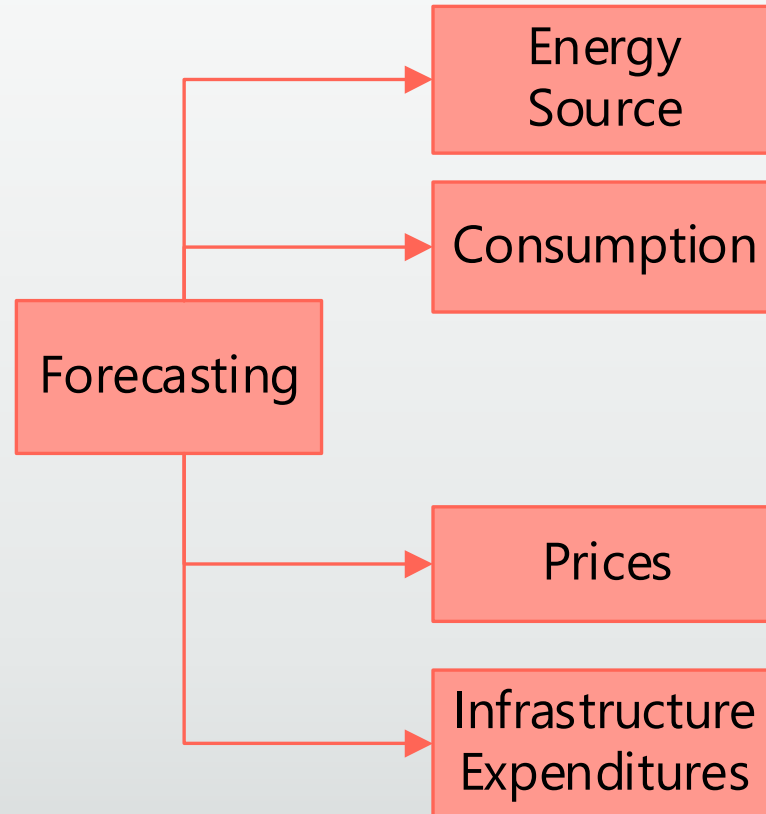 Energy
Source
Consumption
Forecasting
Prices
Infrastructure
Expenditures